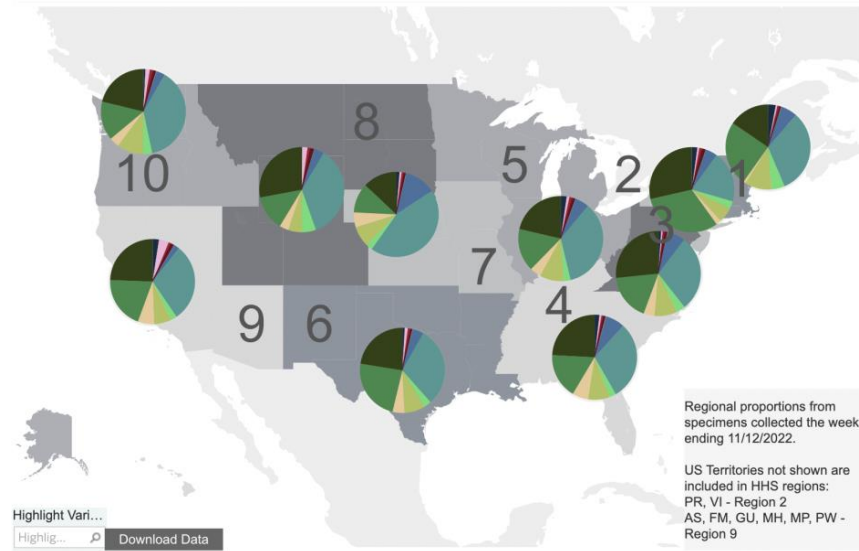 8
5
2
10
1
3
7
4
9
6
Regional proportions from
specimens collected the week
ending 11/12/2022.
US Territories not shown are
included in HHS regions:
PR, VI - Region 2
AS, FM, GU, MH, MP, PW -
Region 9
Highlight Vari...
Highlig...
Download Data